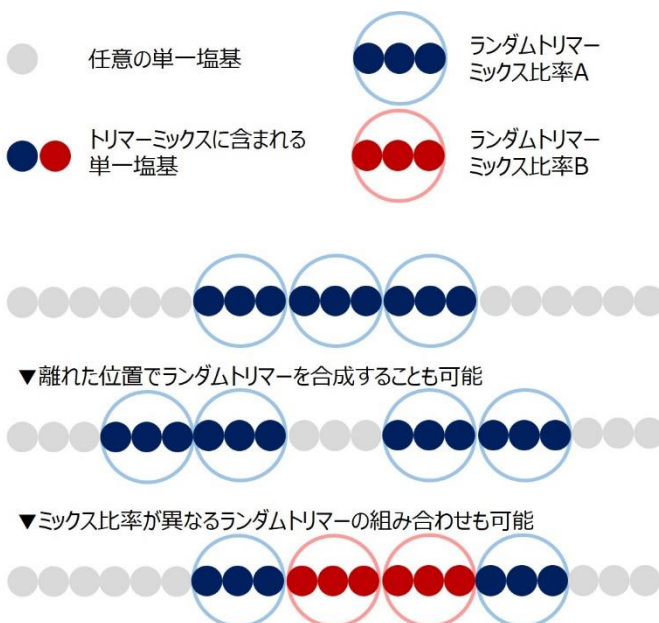 任意の単一塩基
ランダムトリマー
ミックス比率A
トリマーミックスに含まれる
単一塩基
ランダムトリマー
ミックス比率B
▼離れた位置でランダムトリマーを合成することも可能
▼ミックス比率が異なるランダムトリマーの組み合わせも可能